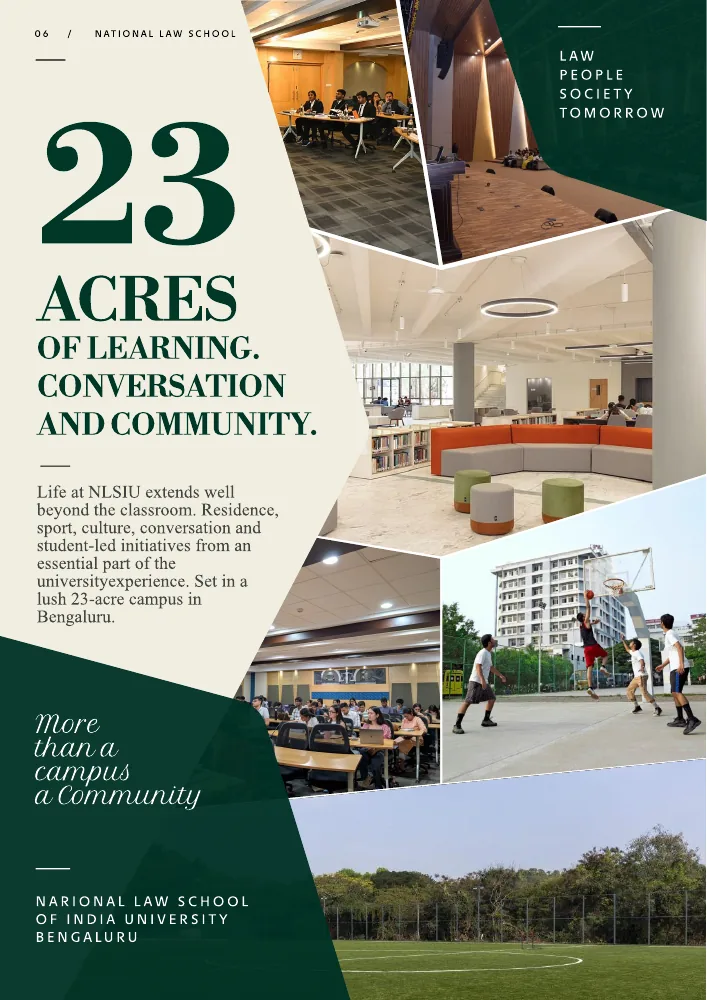 06 / NATIONAL LAW SCHOOL
LAW
PEOPLE
SOCIETY
TOMORROW
23
ACRES
OF LEARNING.
CONVERSATION
AND COMMUNITY.
Life at NLSIU extends well
beyond the classroom. Residence,
sport, culture, conversation and
student-led initiatives from an
essential part of the
universityexperience. Set in a
lush 23-acre campus in
Bengaluru.
More
than a
campus
a Community
NARIONAL LAW SCHOOL
OF INDIA UNIVERSITY
BENGALURU